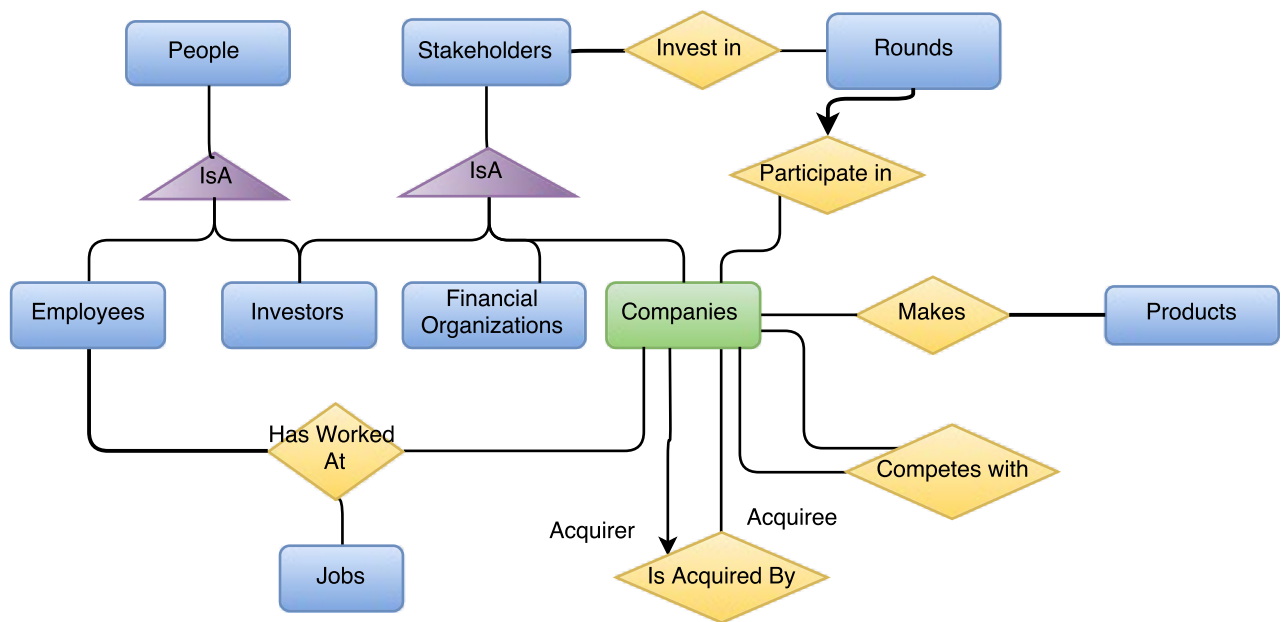 People
Stakeholders
Invest in
Rounds
IsA
IsA
Participate in
Employees
Investors
Financial
Organizations
Companies
Makes
Products
Has Worked
At
Competes with
Acquirer
Acquiree
Jobs
Is Acquired By